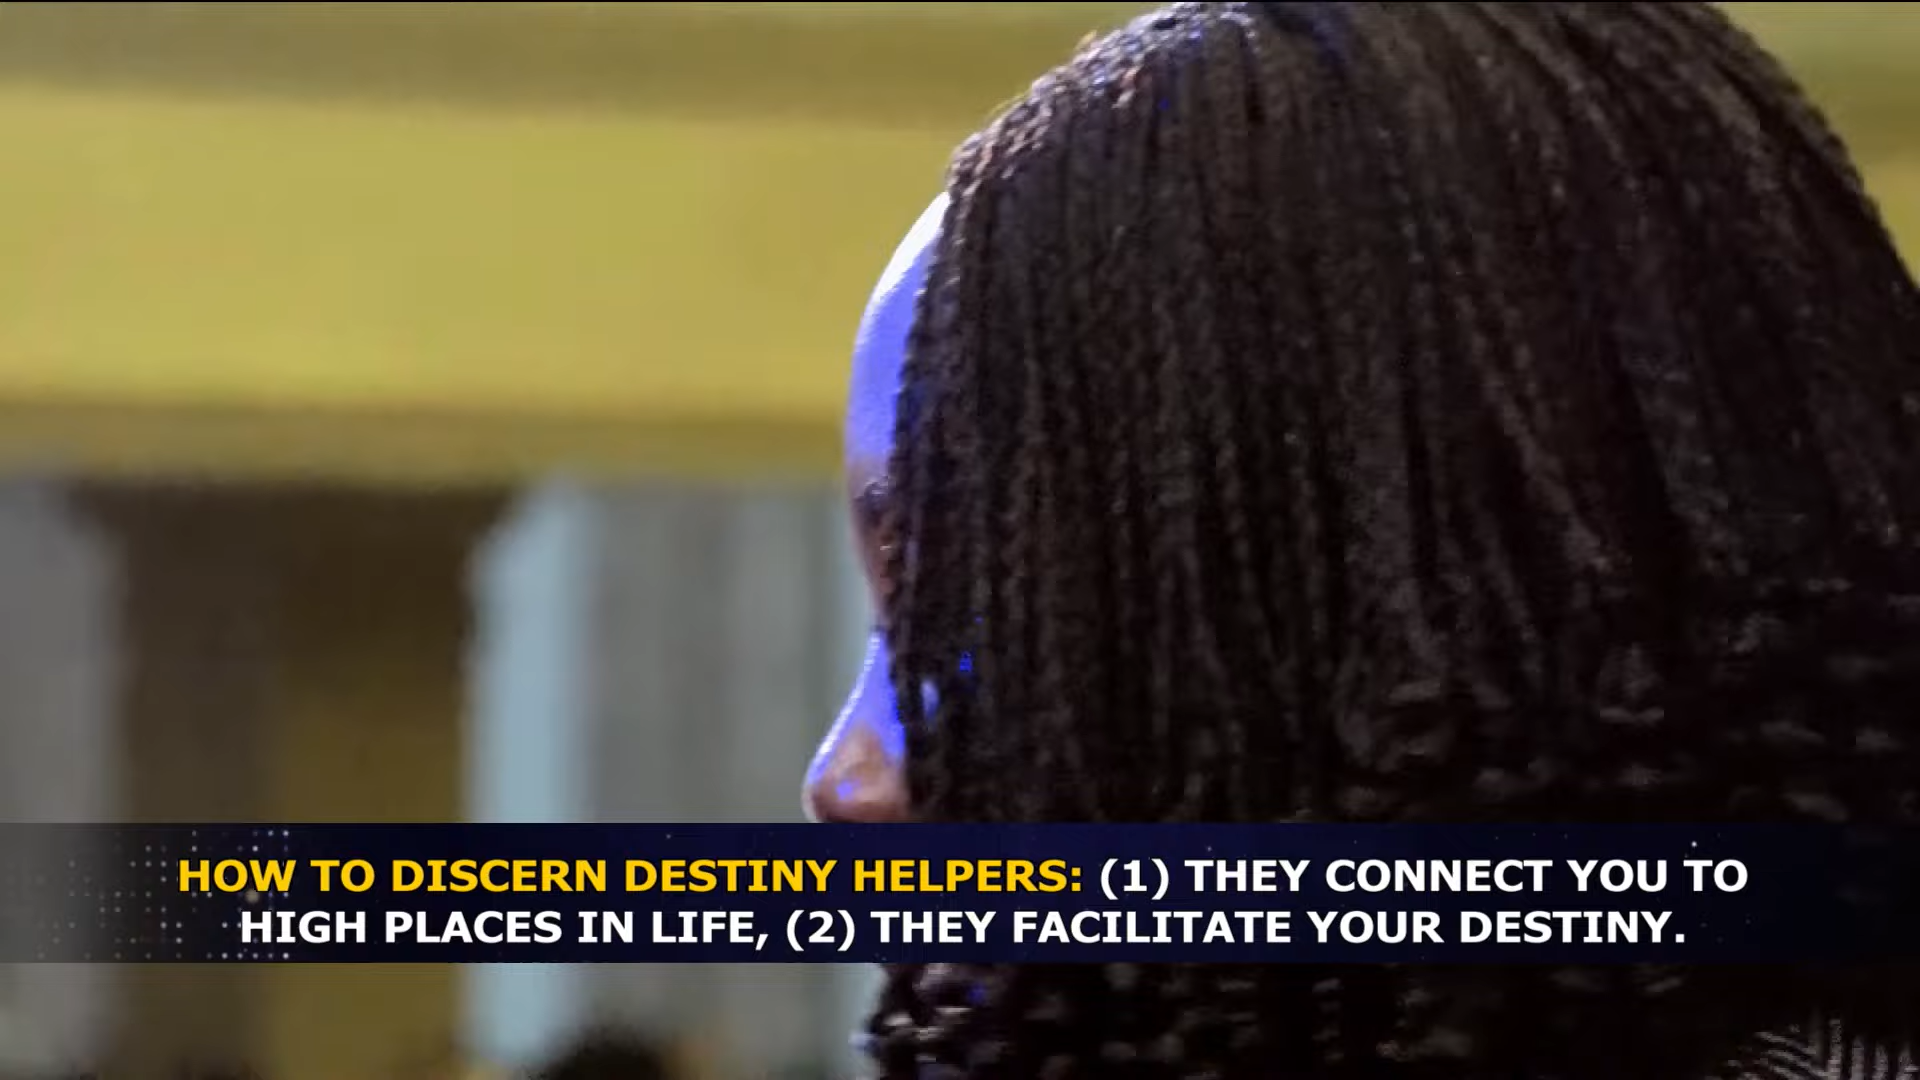 HOW TO DISCERN DESTINY HELPERS: (1) THEY CONNECT YOU TO
HIGH PLACES IN LIFE, (2) THEY FACILITATE YOUR DESTINY.